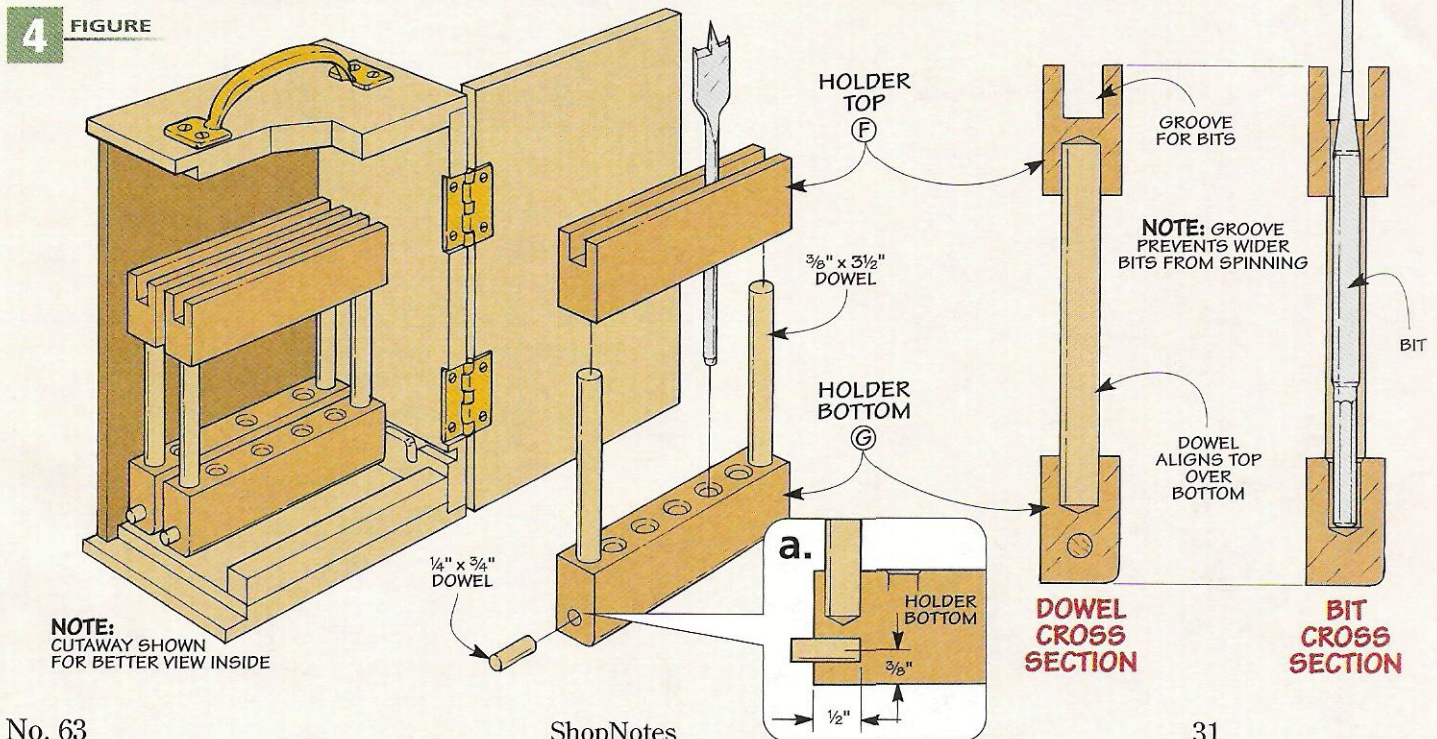 4 FIGURE
HOLDER
TOP
F
GROOVE
FOR BITS
NOTE: GROOVE
PREVENTS WIDER
BITS FROM SPINNING
3/8" x 3 1/2"
DOWEL
BIT
HOLDER
BOTTOM
G
DOWEL
ALIGNS TOP
OVER
BOTTOM
1/4" x 3/4"
DOWEL
a.
HOLDER
BOTTOM
3/8"
1/2"
NOTE:
CUTAWAY SHOWN
FOR BETTER VIEW INSIDE
DOWEL
CROSS
SECTION
BIT
CROSS
SECTION
No. 63
ShopNotes
31